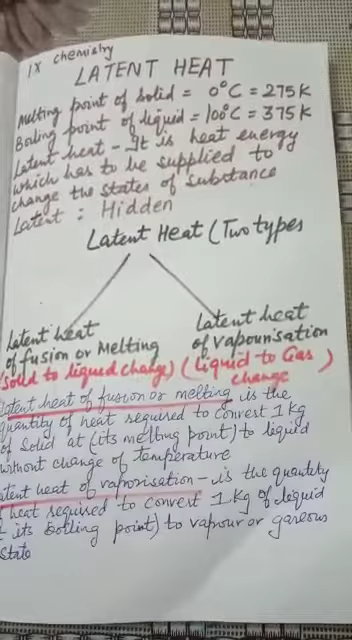 IX chemistry
LATENT HEAT
Melting point of solid = 0°C = 275K
Boiling point of liquid = 100°C = 375K
Latent heat - It is heat energy
which has to be supplied to
change the states of substance
Latent : Hidden
Latent Heat (Two types
Latent heat
of fusion or Melting
(Solid to liquid change)
Latent heat
of vapourisation
(Liquid to Gas
change)
Latent heat of fusion or melting is the
quantity of heat required to convert 1 kg
of solid at (its melting point) to liquid
without change of temperature
atent heat of vaporisation - is the quantity
heat required to convert 1 Kg of liquid
its boiling point) to vapour or gaseous
state